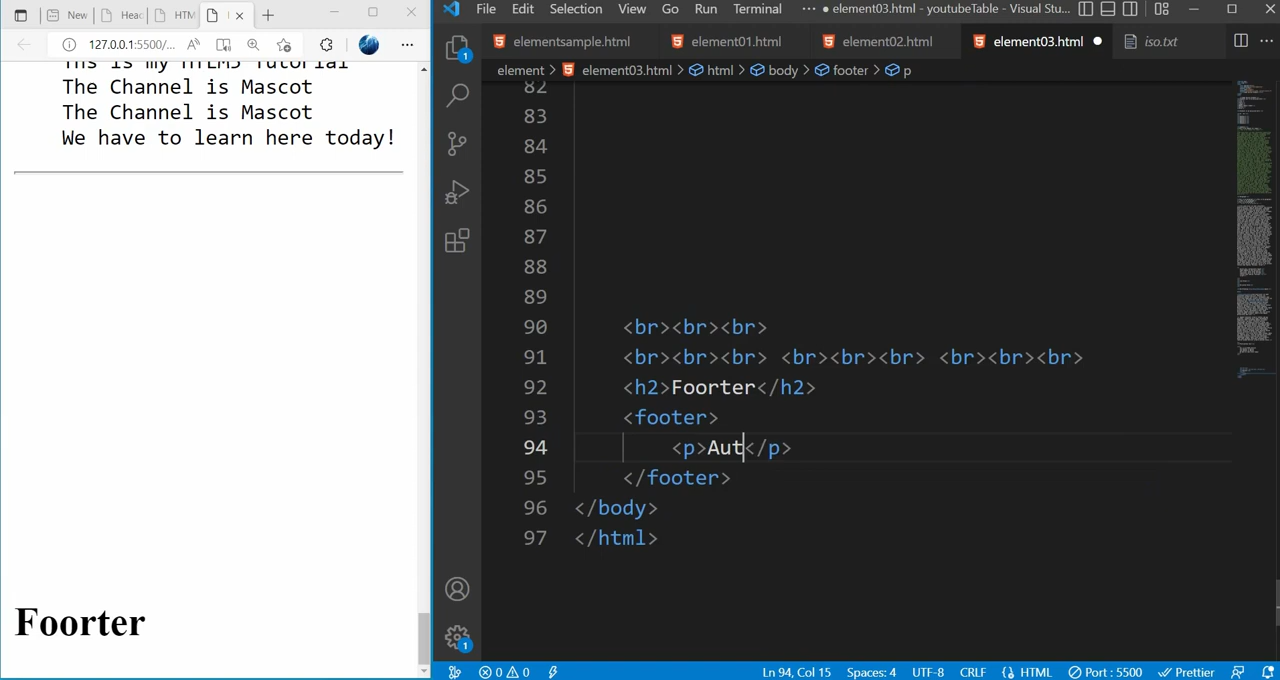 New
Head
HTM
127.0.0.1:5500/...
This is my HTML5 Tutorial
The Channel is Mascot
The Channel is Mascot
We have to learn here today!
Foorter
File Edit Selection View Go Run Terminal ··· ● element03.html - youtubeTable - Visual Stu...
elementsample.html element01.html element02.html element03.html ● iso.txt
element > element03.html > html > body > footer > p
82
83
84
85
86
87
88
89
90 <br><br><br>
91 <br><br><br> <br><br><br> <br><br><br>
92 <h2>Foorter</h2>
93 <footer>
94 <p>Aut</p>
95 </footer>
96 </body>
97 </html>
1
1
0 0 Ln 94, Col 15 Spaces: 4 UTF-8 CRLF HTML Port : 5500 Prettier